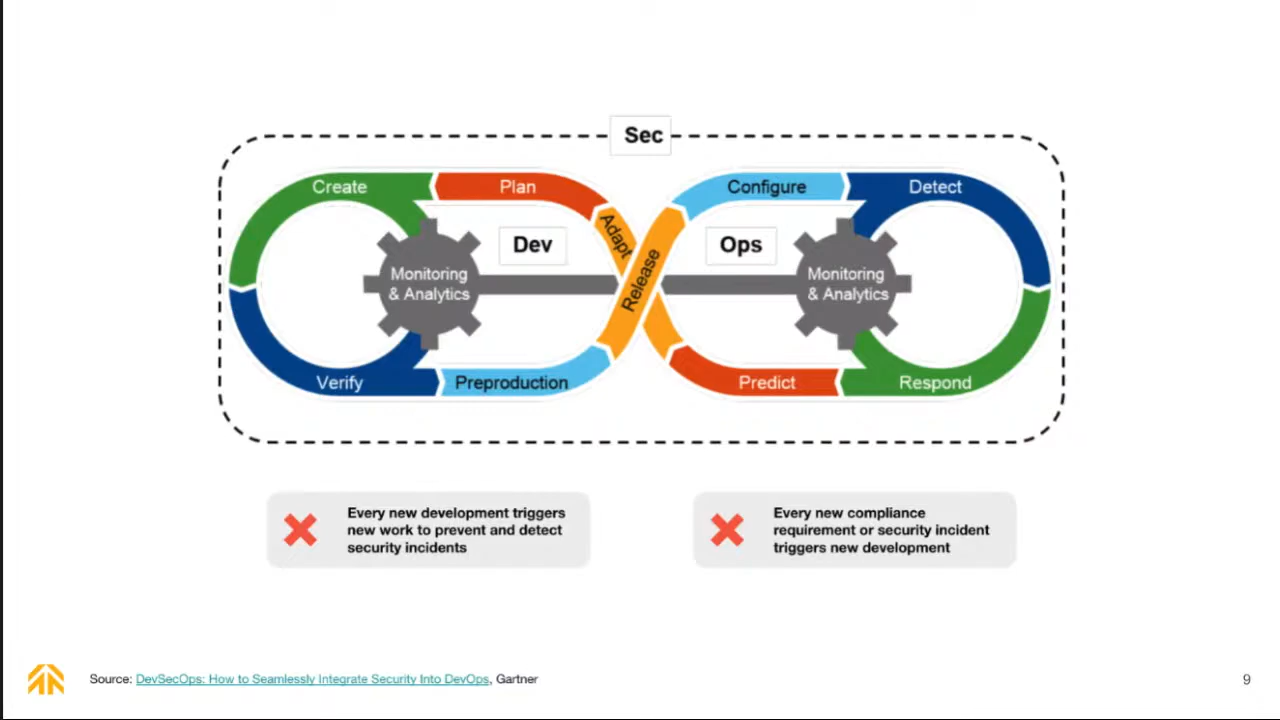 Sec
Create
Plan
Configure
Detect
Adapt
Dev
Release
Ops
Monitoring
& Analytics
Monitoring
& Analytics
Verify
Preproduction
Predict
Respond
Every new development triggers
new work to prevent and detect
security incidents
Every new compliance
requirement or security incident
triggers new development
Source: DevSecOps: How to Seamlessly Integrate Security Into DevOps, Gartner
9